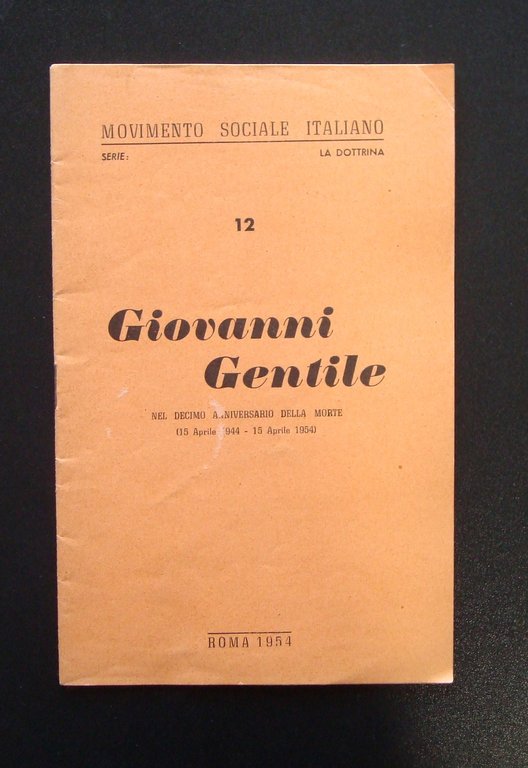 MOVIMENTO SOCIALE ITALIANO
SERIE: LA DOTTRINA
12
Giovanni
Gentile
NEL DECIMO ANNIVERSARIO DELLA MORTE
(15 Aprile 1944 - 15 Aprile 1954)
ROMA 1954